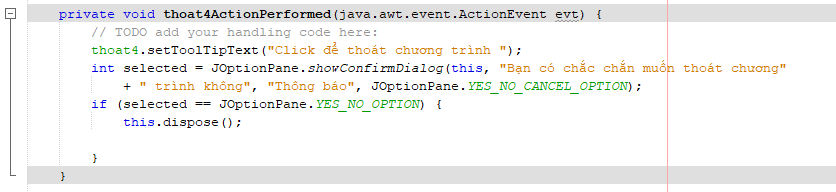 private void thoat4ActionPerformed(java.awt.event.ActionEvent evt) {
// TODO add your handling code here:
thoat4.setToolTipText("Click để thoát chương trình ");
int selected = JOptionPane.showConfirmDialog(this, "Bạn có chắc chắn muốn thoát chương"
+ " trình không", "Thông báo", JOptionPane.YES_NO_CANCEL_OPTION);
if (selected == JOptionPane.YES_NO_OPTION) {
this.dispose();
}
}